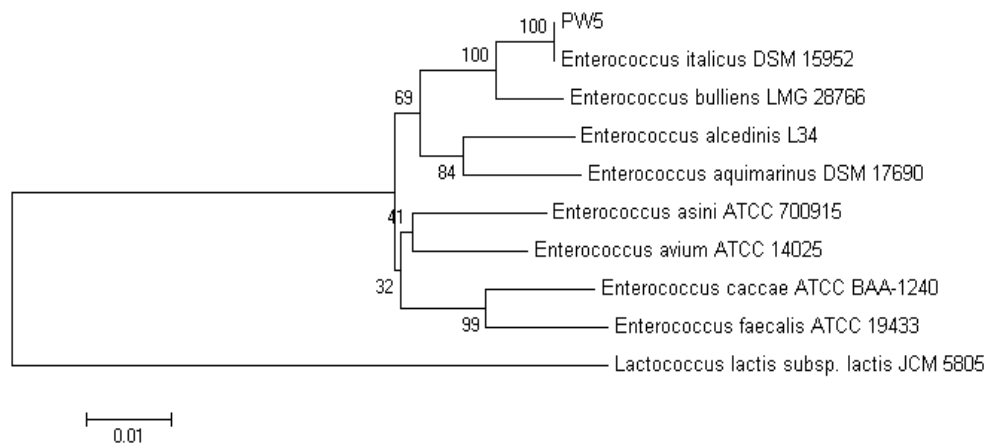 100
PW5
Enterococcus italicus DSM 15952
100
Enterococcus bulliens LMG 28766
69
Enterococcus alcedinis L34
84
Enterococcus aquimarinus DSM 17690
41
Enterococcus asini ATCC 700915
Enterococcus avium ATCC 14025
32
Enterococcus caccae ATCC BAA-1240
99
Enterococcus faecalis ATCC 19433
Lactococcus lactis subsp. lactis JCM 5805
0.01